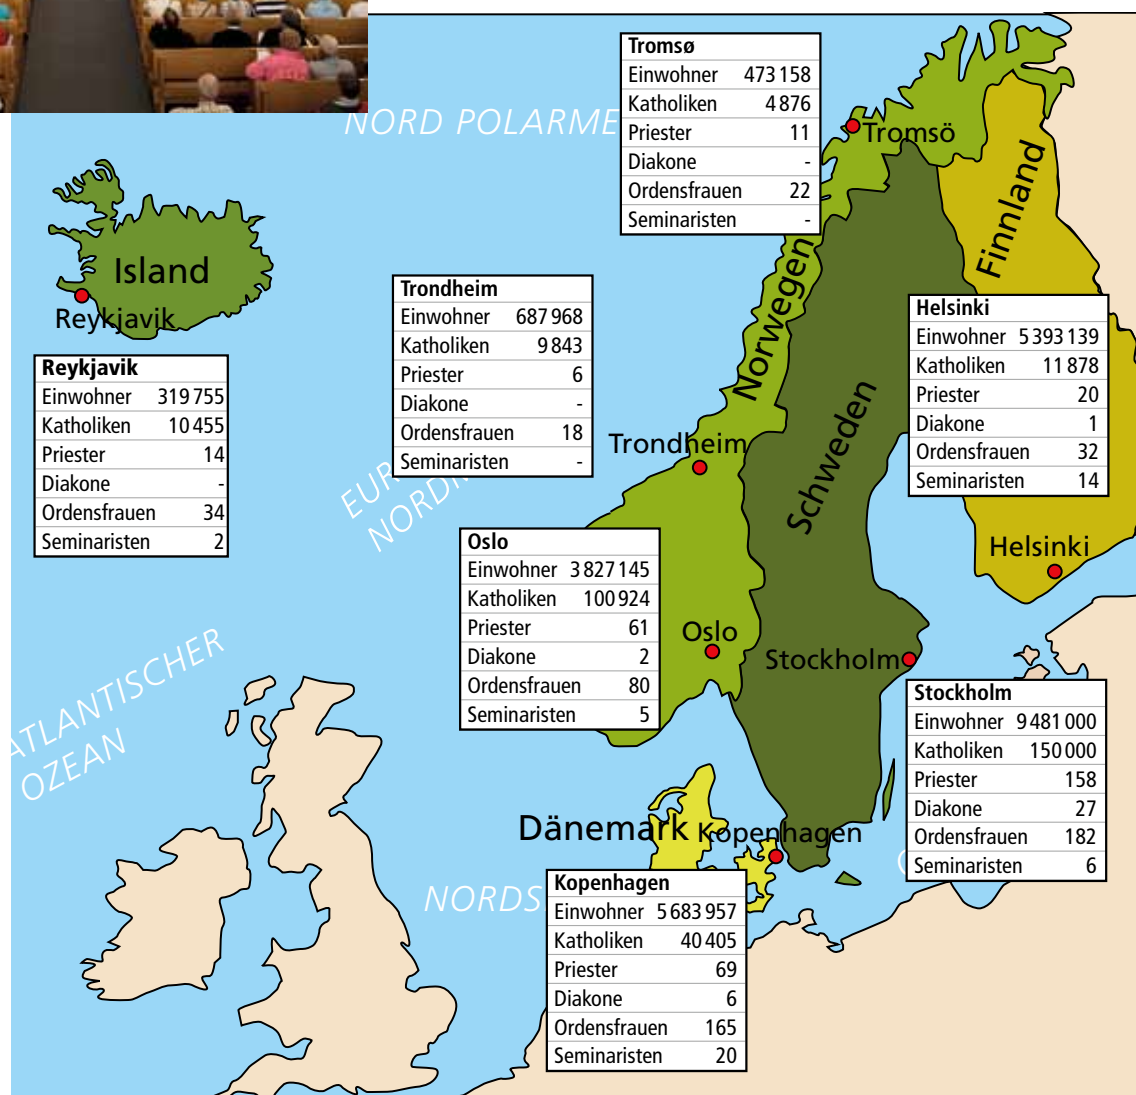 NORD POLARME
Tromsø
Einwohner 473 158
Katholiken 4 876
Priester 11
Diakone -
Ordensfrauen 22
Seminaristen -
Tromsö
Finnland
Norwegen
Schweden
Island
Reykjavik
Reykjavik
Einwohner 319 755
Katholiken 10 455
Priester 14
Diakone -
Ordensfrauen 34
Seminaristen 2
Trondheim
Einwohner 687 968
Katholiken 9 843
Priester 6
Diakone -
Ordensfrauen 18
Seminaristen -
Helsinki
Einwohner 5 393 139
Katholiken 11 878
Priester 20
Diakone 1
Ordensfrauen 32
Seminaristen 14
Trondheim
EUR
NORDM
Helsinki
Oslo
Einwohner 3 827 145
Katholiken 100 924
Priester 61
Diakone 2
Ordensfrauen 80
Seminaristen 5
Oslo
Stockholm
ATLANTISCHER
OZEAN
Stockholm
Einwohner 9 481 000
Katholiken 150 000
Priester 158
Diakone 27
Ordensfrauen 182
Seminaristen 6
Dänemark
Kopenhagen
NORDS
Kopenhagen
Einwohner 5 683 957
Katholiken 40 405
Priester 69
Diakone 6
Ordensfrauen 165
Seminaristen 20